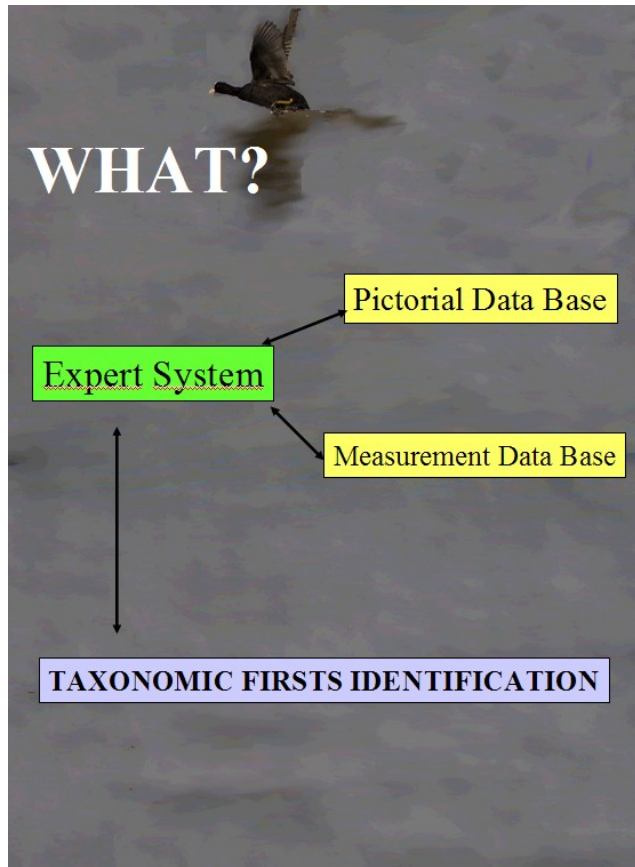 WHAT?
Pictorial Data Base
Expert System
Measurement Data Base
TAXONOMIC FIRSTS IDENTIFICATION